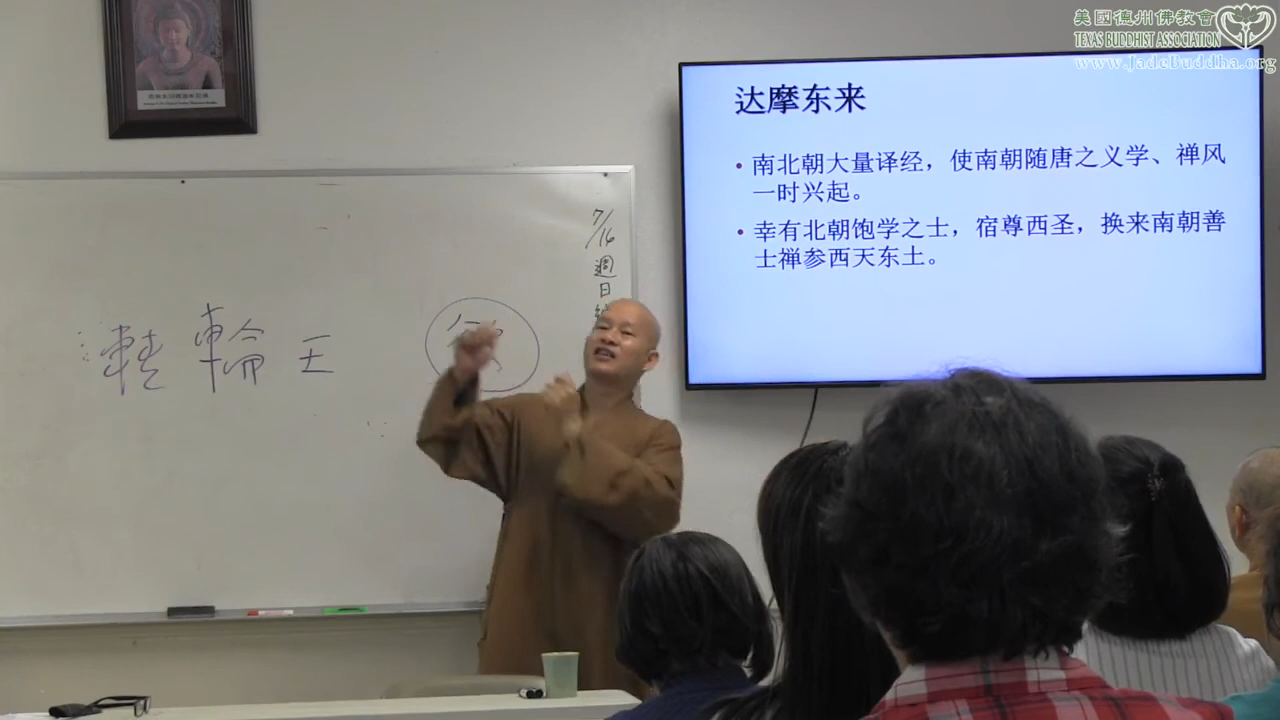 美國德州佛教會
TEXAS BUDDHIST ASSOCIATION
www.JadeBuddha.org
达摩东来
• 南北朝大量译经，使南朝随唐之义学、禅风
一时兴起。
• 幸有北朝饱学之士，宿尊西圣，换来南朝善
士禅参西天东土。
7/16
週
日
輪 王